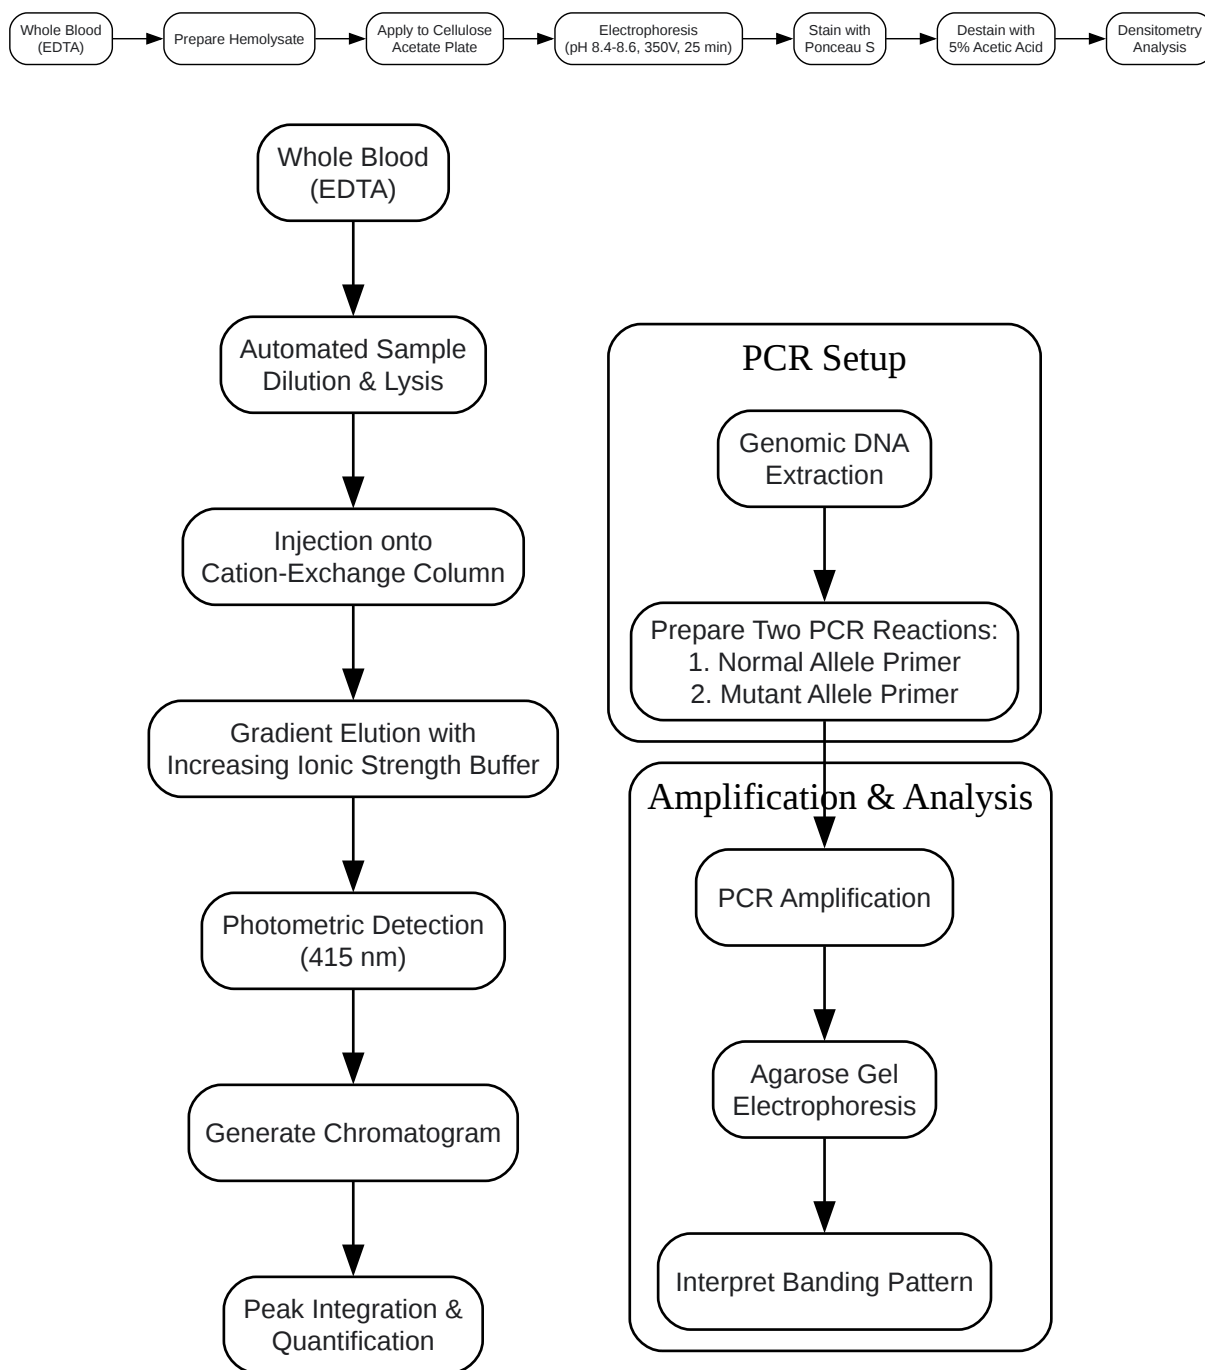 Whole Blood
(EDTA)
Prepare Hemolysate
Apply to Cellulose
Acetate Plate
Electrophoresis
(pH 8.4-8.6, 350V, 25 min)
Stain with
Ponceau S
Destain with
5% Acetic Acid
Densitometry
Analysis
Whole Blood
(EDTA)
Automated Sample
Dilution & Lysis
Injection onto
Cation-Exchange Column
Gradient Elution with
Increasing Ionic Strength Buffer
Photometric Detection
(415 nm)
Generate Chromatogram
Peak Integration &
Quantification
PCR Setup
Genomic DNA
Extraction
Prepare Two PCR Reactions:
1. Normal Allele Primer
2. Mutant Allele Primer
Amplification & Analysis
PCR Amplification
Agarose Gel
Electrophoresis
Interpret Banding Pattern